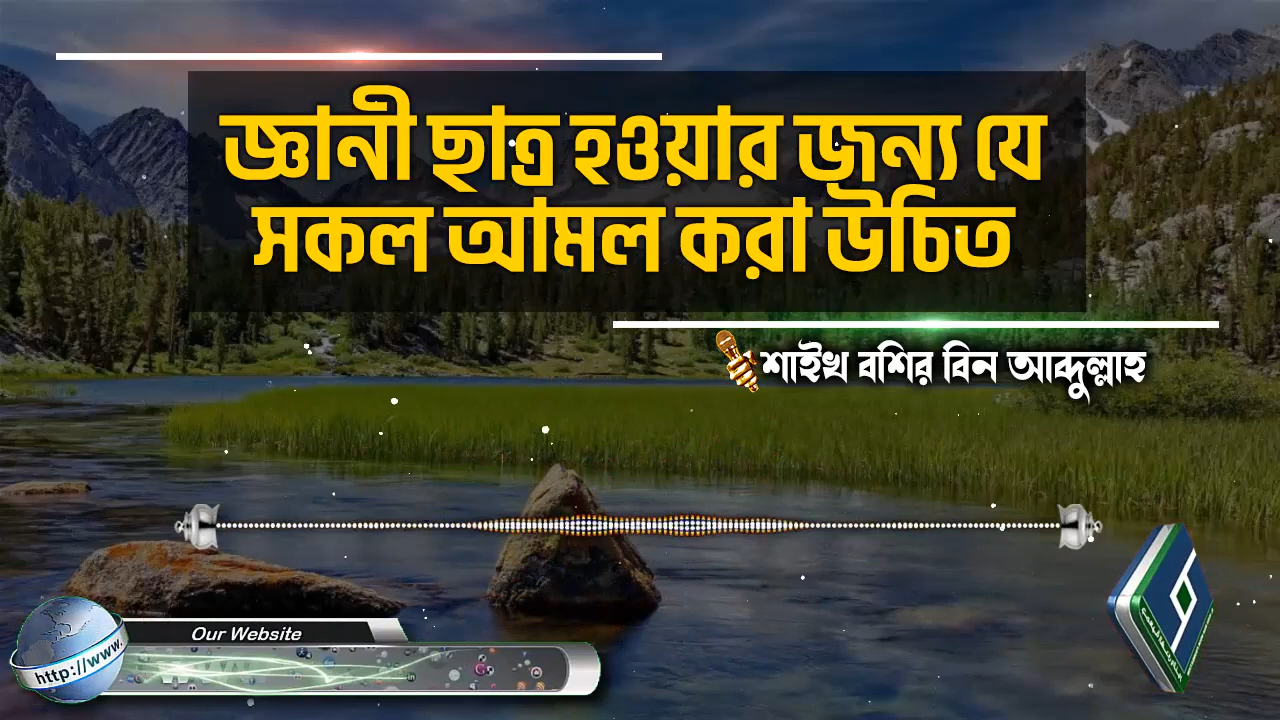 জ্ঞানী ছাত্র হওয়ার জন্য যে
সকল আমল করা উচিত
শাইখ বশির বিন আব্দুল্লাহ
Our Website
http://www.